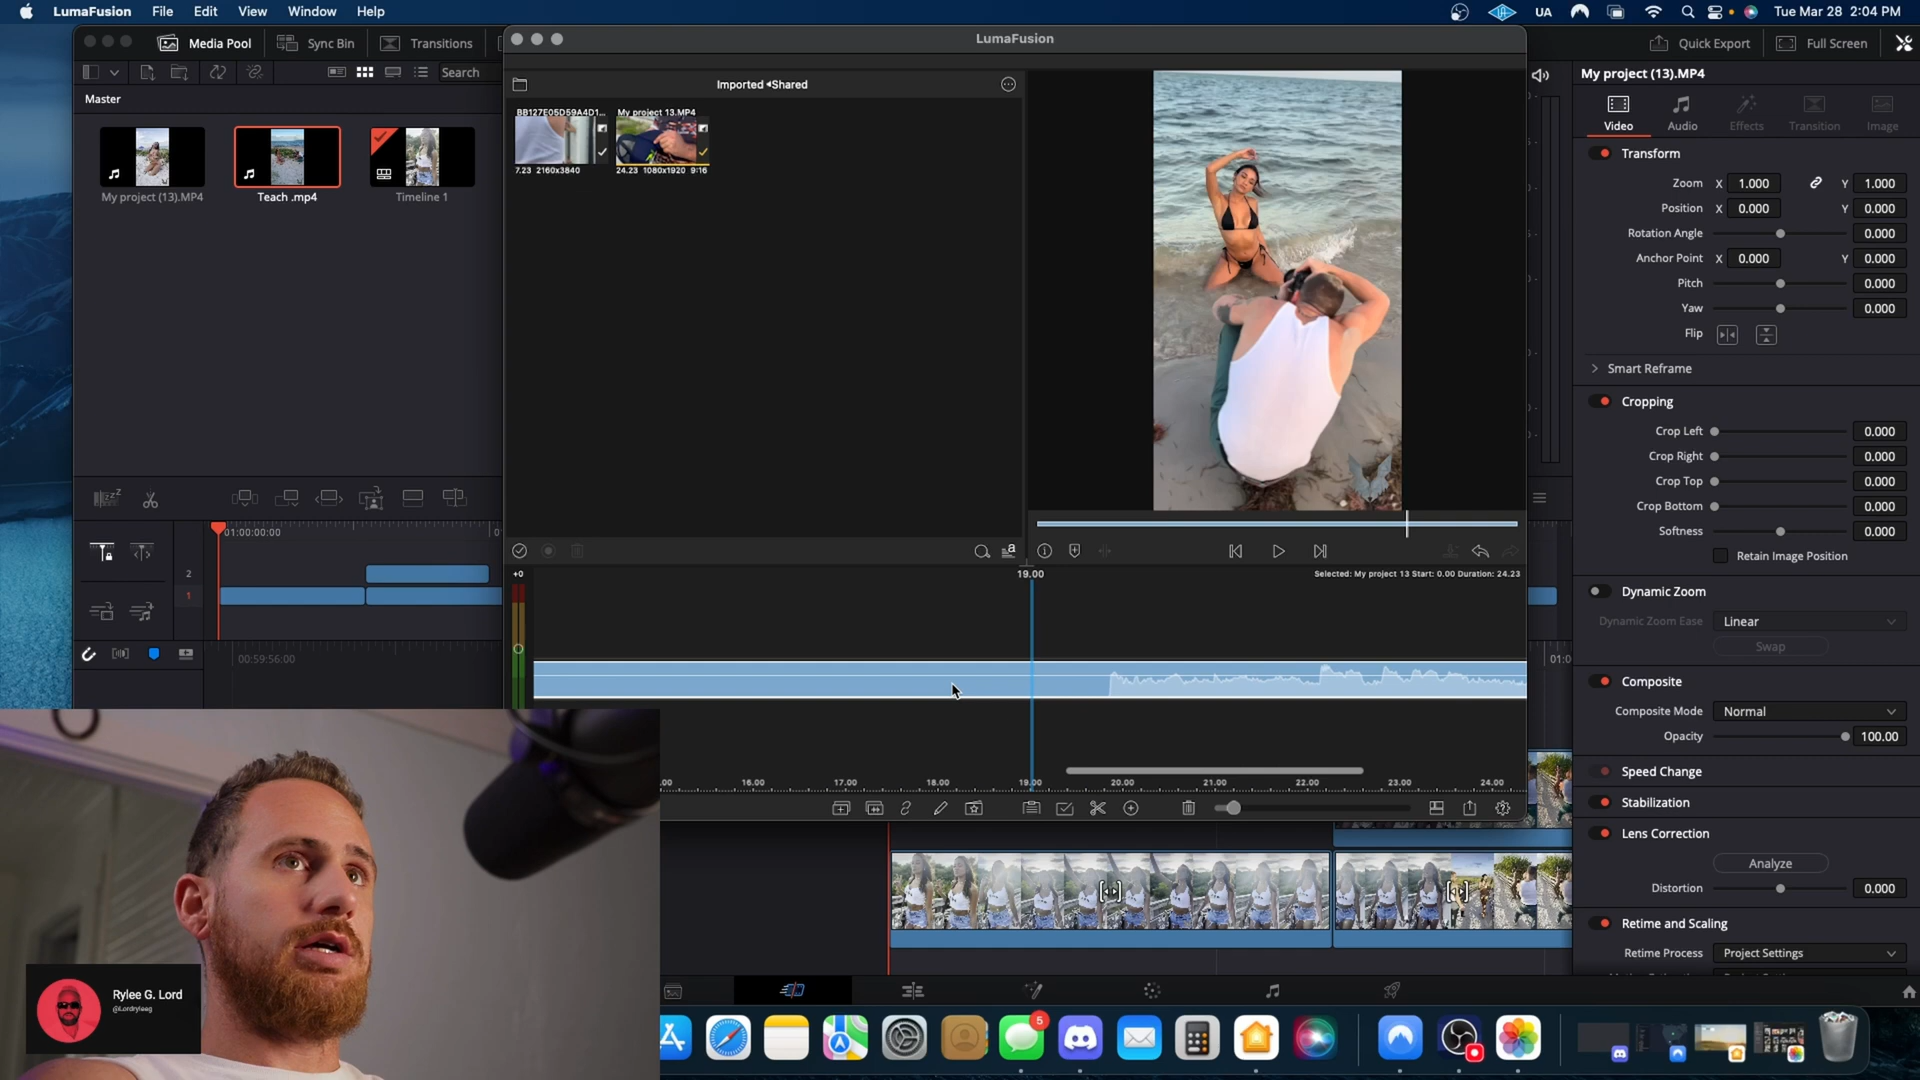 LumaFusion File Edit View Window Help
UA Tue Mar 28 2:04 PM
Media Pool Sync Bin Transitions
LumaFusion
Quick Export Full Screen
Search
Master
My project (13).MP4
Teach .mp4
Timeline 1
Imported Shared
BB127E05D59A4D1...
7.23 2160x3840
My project 13.MP4
24.23 1080x1920 9:16
01:00:00:00
2
1
00:59:56:00
+0
19.00
Selected: My project 13 Start: 0.00 Duration: 24.23
16.00 17.00 18.00 19.00 20.00 21.00 22.00 23.00 24.00
My project (13).MP4
Video Audio Effects Transition Image
Transform
Zoom X 1.000 Y 1.000
Position X 0.000 Y 0.000
Rotation Angle 0.000
Anchor Point X 0.000 Y 0.000
Pitch 0.000
Yaw 0.000
Flip
Smart Reframe
Cropping
Crop Left 0.000
Crop Right 0.000
Crop Top 0.000
Crop Bottom 0.000
Softness 0.000
Retain Image Position
Dynamic Zoom
Dynamic Zoom Ease Linear
Swap
Composite
Composite Mode Normal
Opacity 100.00
Speed Change
Stabilization
Lens Correction
Analyze
Distortion 0.000
Retime and Scaling
Retime Process Project Settings
Rylee G. Lord
@Lordryleeg
5